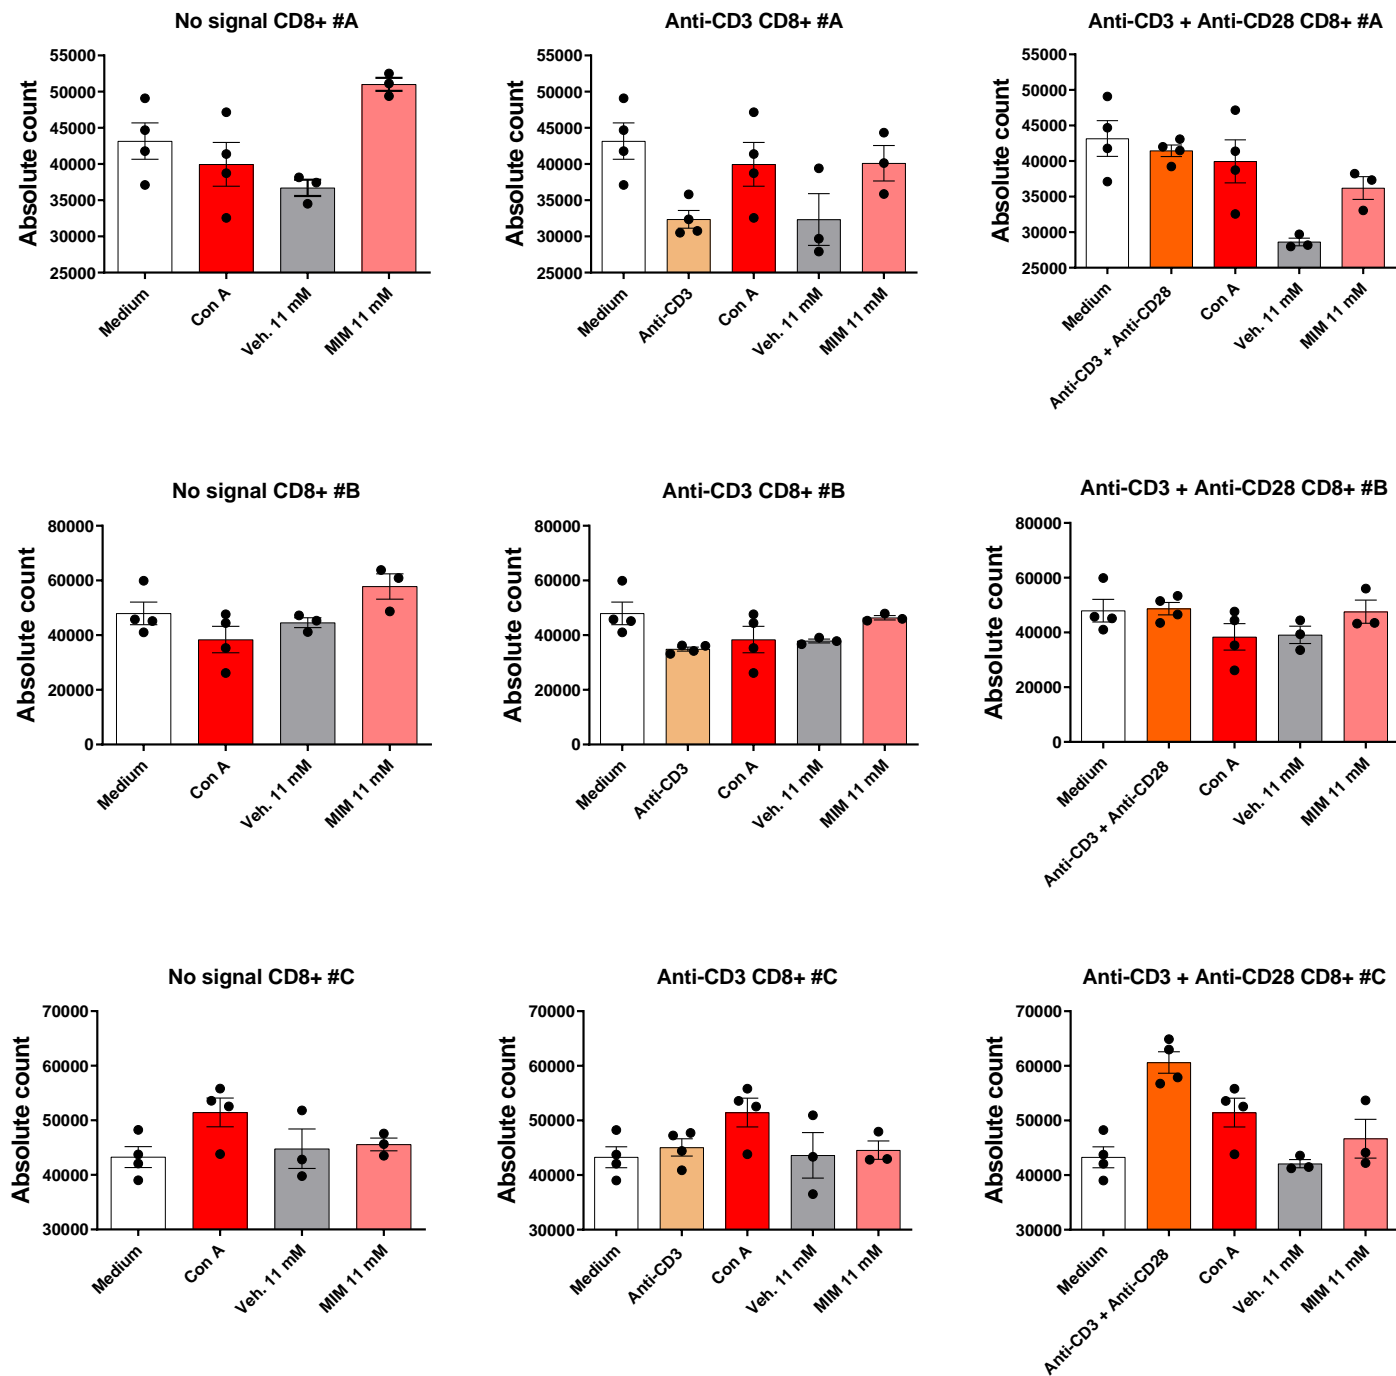 No signal CD8+ #A
Absolute count
55000
50000
45000
40000
35000
30000
25000
Medium
Con A
Veh. 11 mM
MIM 11 mM
Anti-CD3 CD8+ #A
Absolute count
55000
50000
45000
40000
35000
30000
25000
Medium
Anti-CD3
Con A
Veh. 11 mM
MIM 11 mM
Anti-CD3 + Anti-CD28 CD8+ #A
Absolute count
55000
50000
45000
40000
35000
30000
25000
Medium
Anti-CD3 + Anti-CD28
Con A
Veh. 11 mM
MIM 11 mM
No signal CD8+ #B
Absolute count
80000
60000
40000
20000
0
Medium
Con A
Veh. 11 mM
MIM 11 mM
Anti-CD3 CD8+ #B
Absolute count
80000
60000
40000
20000
0
Medium
Anti-CD3
Con A
Veh. 11 mM
MIM 11 mM
Anti-CD3 + Anti-CD28 CD8+ #B
Absolute count
80000
60000
40000
20000
0
Medium
Anti-CD3 + Anti-CD28
Con A
Veh. 11 mM
MIM 11 mM
No signal CD8+ #C
Absolute count
70000
60000
50000
40000
30000
Medium
Con A
Veh. 11 mM
MIM 11 mM
Anti-CD3 CD8+ #C
Absolute count
70000
60000
50000
40000
30000
Medium
Anti-CD3
Con A
Veh. 11 mM
MIM 11 mM
Anti-CD3 + Anti-CD28 CD8+ #C
Absolute count
70000
60000
50000
40000
30000
Medium
Anti-CD3 + Anti-CD28
Con A
Veh. 11 mM
MIM 11 mM